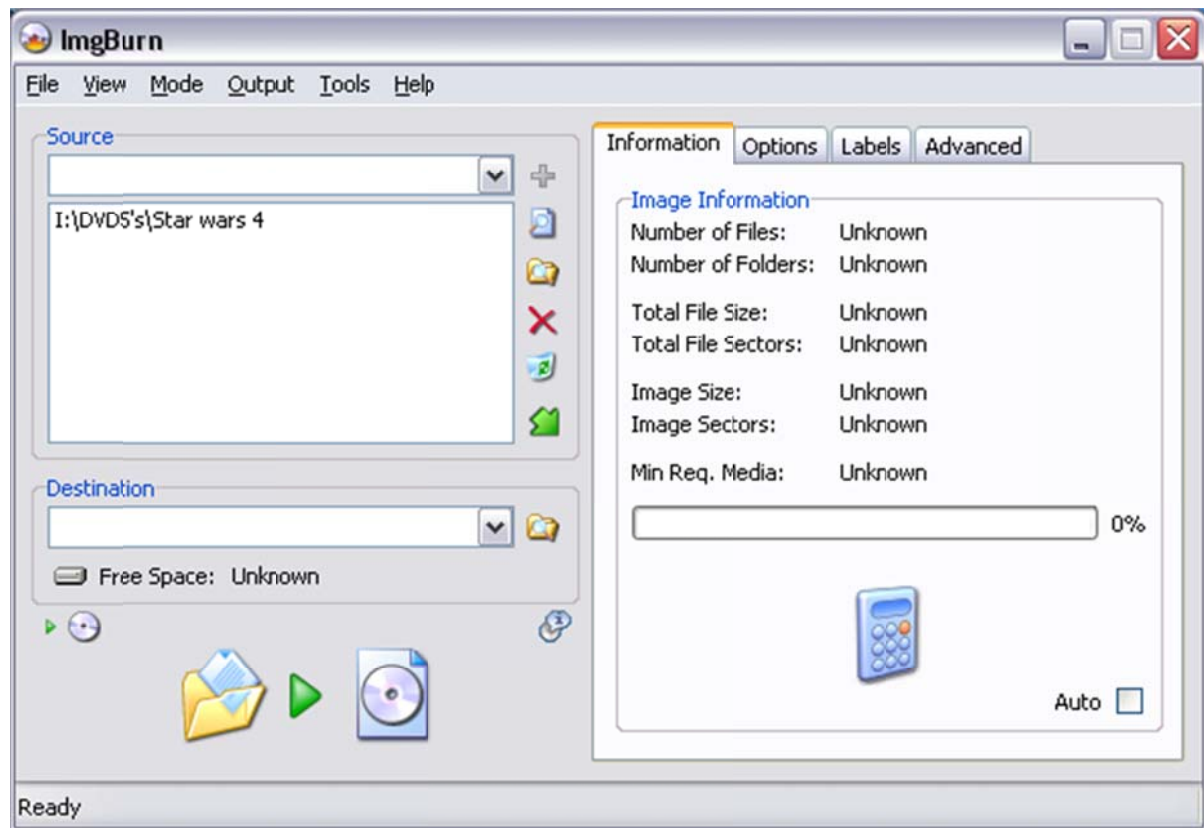 ImgBurn
File View Mode Output Tools Help
Source
I:\DVD5's\Star wars 4
Destination
Free Space: Unknown
Information Options Labels Advanced
Image Information
Number of Files: Unknown
Number of Folders: Unknown
Total File Size: Unknown
Total File Sectors: Unknown
Image Size: Unknown
Image Sectors: Unknown
Min Req. Media: Unknown
0%
Auto
Ready